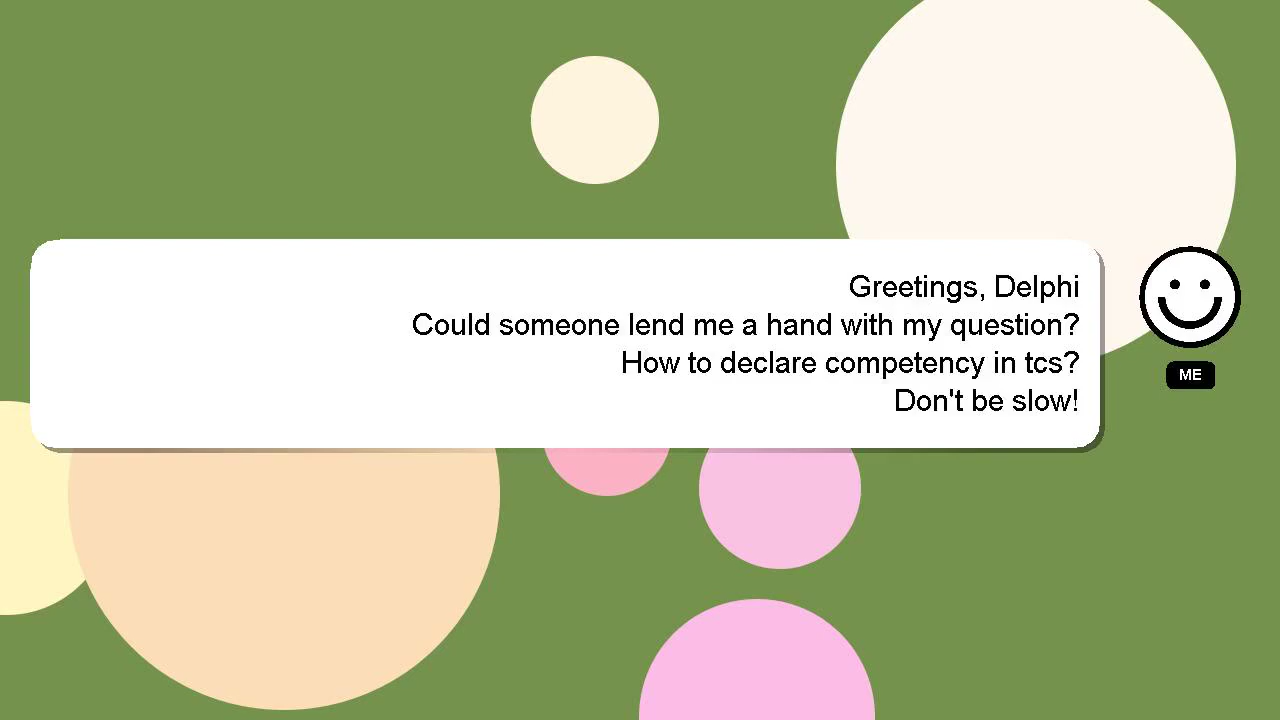 Greetings, Delphi
Could someone lend me a hand with my question?
How to declare competency in tcs?
Don't be slow!
ME